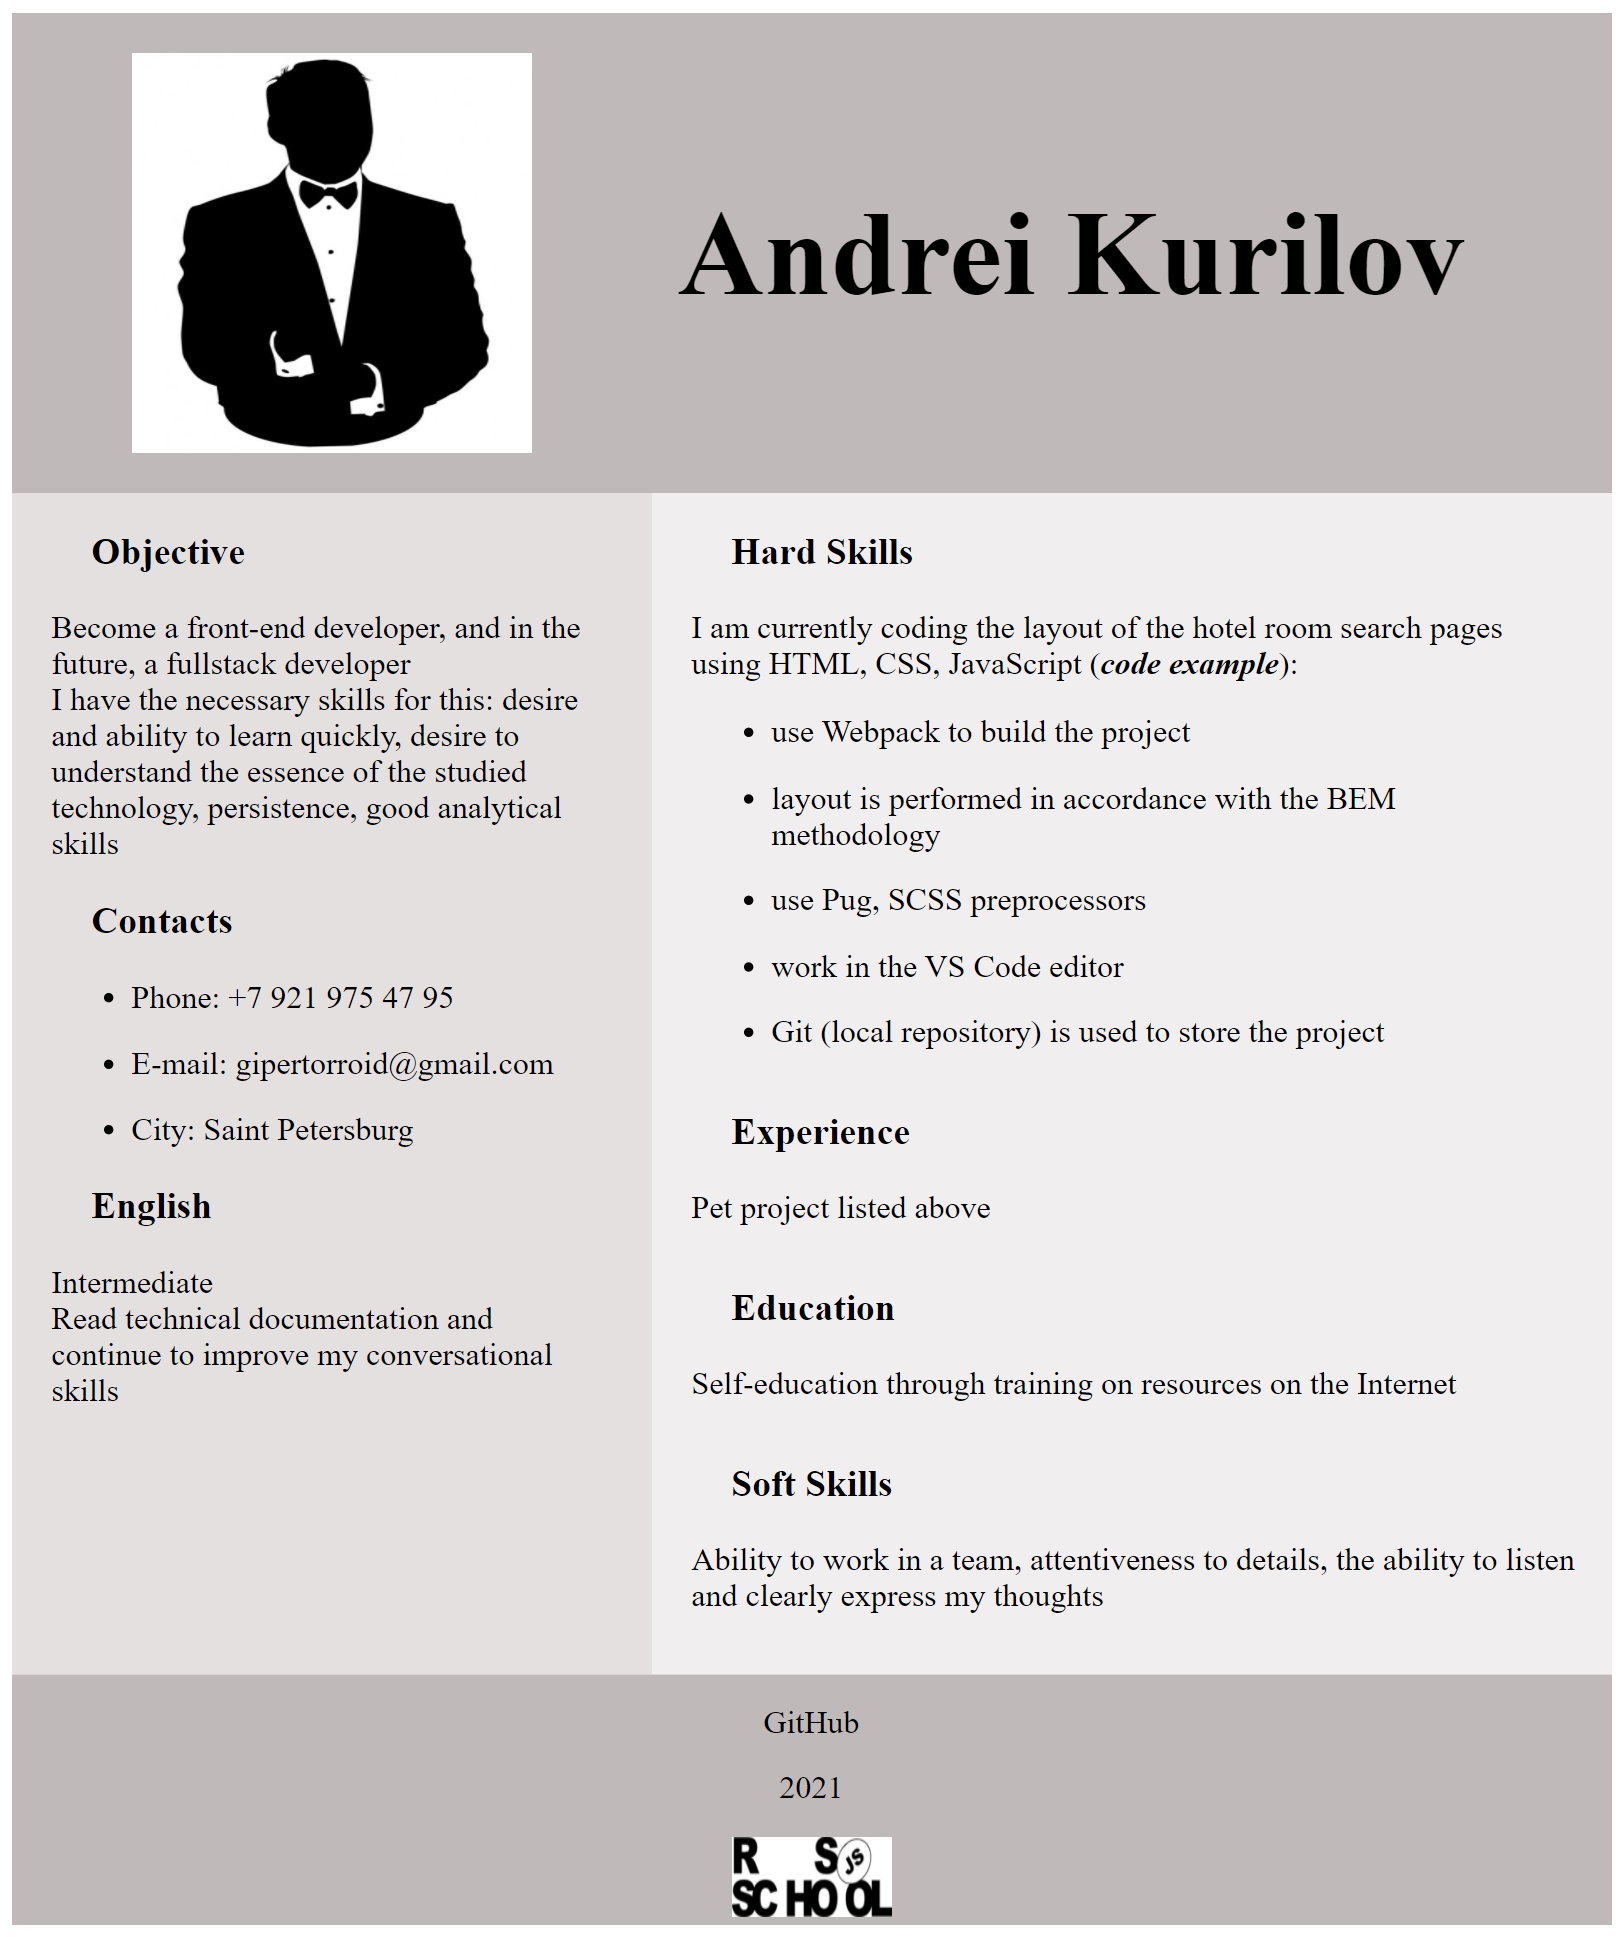 Andrei Kurilov
Objective
Become a front-end developer, and in the
future, a fullstack developer
I have the necessary skills for this: desire
and ability to learn quickly, desire to
understand the essence of the studied
technology, persistence, good analytical
skills
Contacts
• Phone: +7 921 975 47 95
• E-mail: gipertorroid@gmail.com
• City: Saint Petersburg
English
Intermediate
Read technical documentation and
continue to improve my conversational
skills
Hard Skills
I am currently coding the layout of the hotel room search pages
using HTML, CSS, JavaScript (code example):
• use Webpack to build the project
• layout is performed in accordance with the BEM
methodology
• use Pug, SCSS preprocessors
• work in the VS Code editor
• Git (local repository) is used to store the project
Experience
Pet project listed above
Education
Self-education through training on resources on the Internet
Soft Skills
Ability to work in a team, attentiveness to details, the ability to listen
and clearly express my thoughts
GitHub
2021
R S JS
SCHOOL